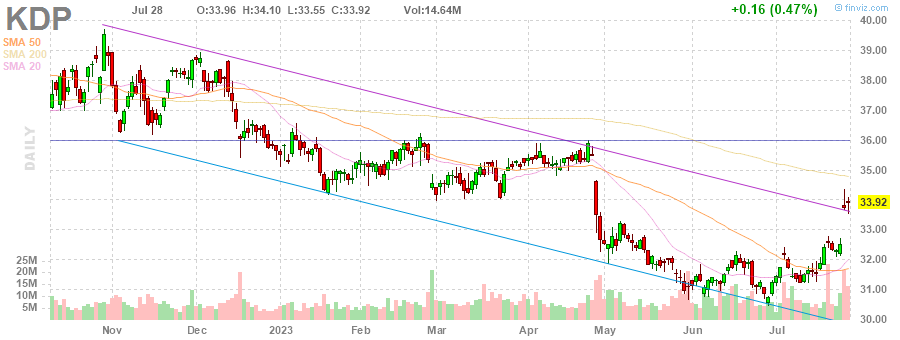 KDP Jul 28 O:33.96 H:34.10 L:33.55 C:33.92 Vol:14.64M +0.16 (0.47%) @ finviz.com
SMA 50
SMA 200
SMA 20
DAILY
40.00
39.00
38.00
37.00
36.00
35.00
33.92
33.00
32.00
31.00
30.00
25M
20M
15M
10M
5M
Nov Dec 2023 Feb Mar Apr May Jun Jul